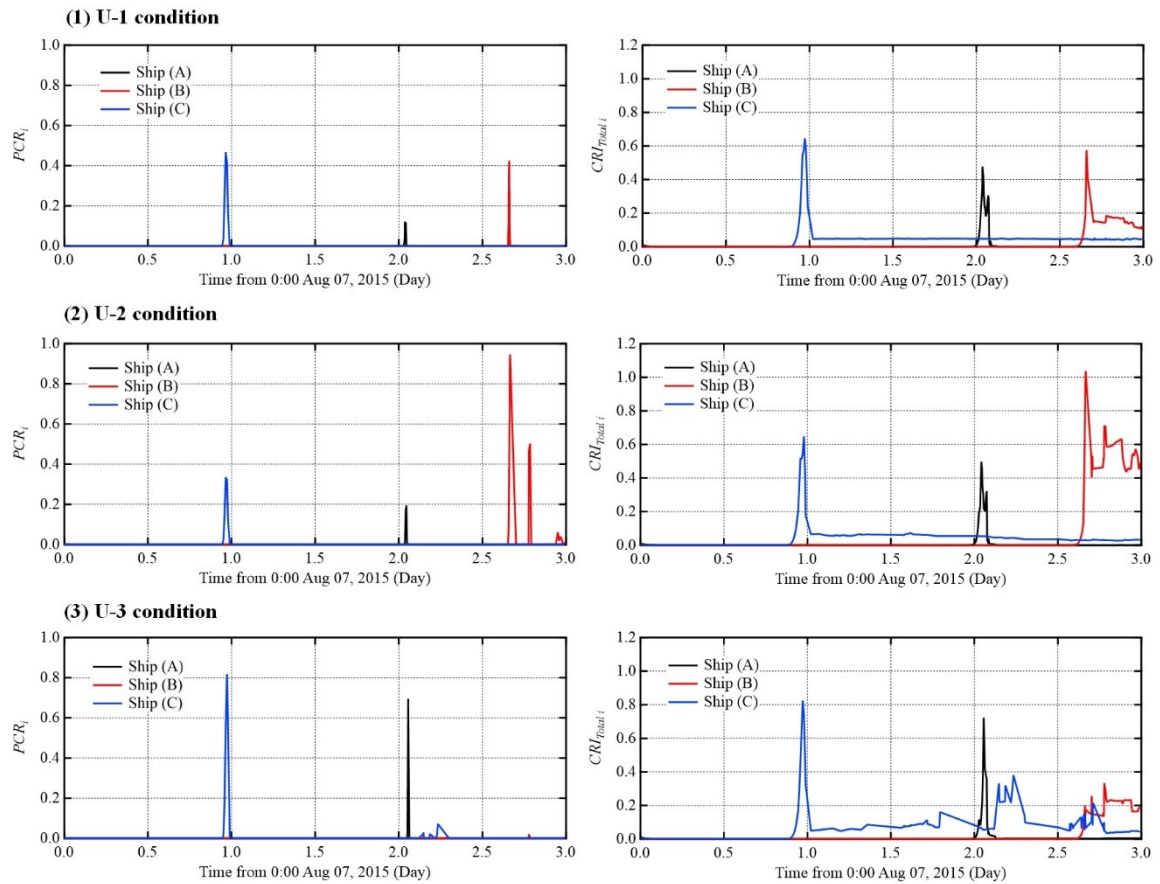 (1) U-1 condition
1.0
0.8
0.6
0.4
0.2
0.0
PCR_i
Ship (A)
Ship (B)
Ship (C)
0.0 0.5 1.0 1.5 2.0 2.5 3.0
Time from 0:00 Aug 07, 2015 (Day)
1.2
1.0
0.8
0.6
0.4
0.2
0.0
CRI_Total i
Ship (A)
Ship (B)
Ship (C)
0.0 0.5 1.0 1.5 2.0 2.5 3.0
Time from 0:00 Aug 07, 2015 (Day)
(2) U-2 condition
1.0
0.8
0.6
0.4
0.2
0.0
PCR_i
Ship (A)
Ship (B)
Ship (C)
0.0 0.5 1.0 1.5 2.0 2.5 3.0
Time from 0:00 Aug 07, 2015 (Day)
1.2
1.0
0.8
0.6
0.4
0.2
0.0
CRI_Total i
Ship (A)
Ship (B)
Ship (C)
0.0 0.5 1.0 1.5 2.0 2.5 3.0
Time from 0:00 Aug 07, 2015 (Day)
(3) U-3 condition
1.0
0.8
0.6
0.4
0.2
0.0
PCR_i
Ship (A)
Ship (B)
Ship (C)
0.0 0.5 1.0 1.5 2.0 2.5 3.0
Time from 0:00 Aug 07, 2015 (Day)
1.2
1.0
0.8
0.6
0.4
0.2
0.0
CRI_Total i
Ship (A)
Ship (B)
Ship (C)
0.0 0.5 1.0 1.5 2.0 2.5 3.0
Time from 0:00 Aug 07, 2015 (Day)